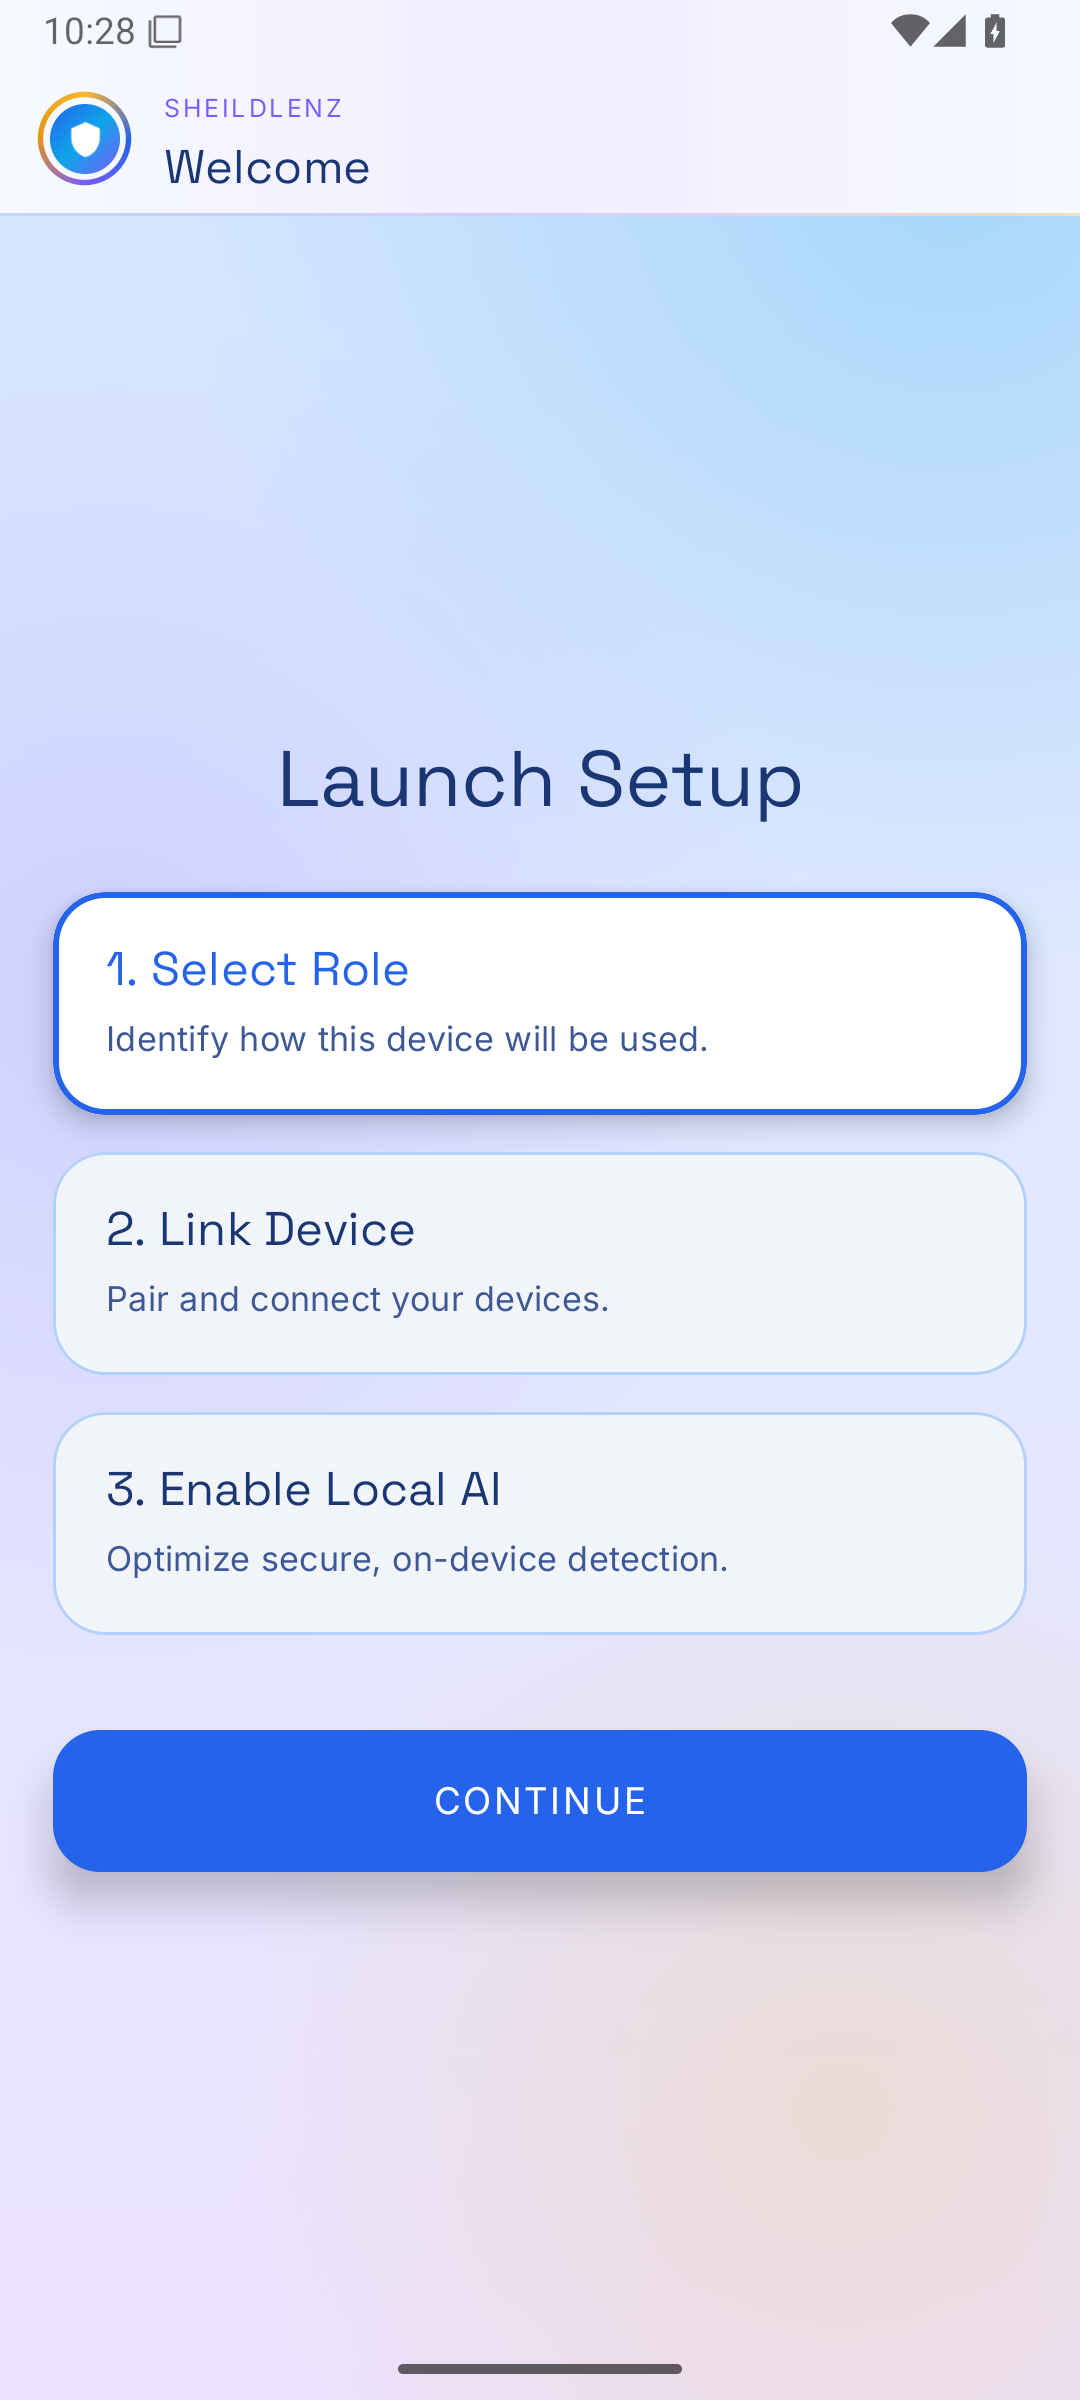 10:28
SHEILDLENZ
Welcome
Launch Setup
1. Select Role
Identify how this device will be used.
2. Link Device
Pair and connect your devices.
3. Enable Local AI
Optimize secure, on-device detection.
CONTINUE